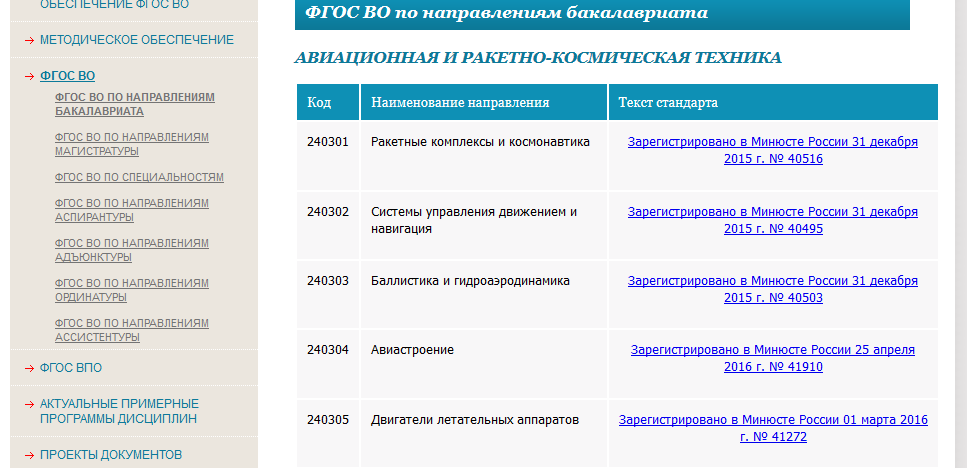 ОБЕСПЕЧЕНИЕ ФГОС ВО
МЕТОДИЧЕСКОЕ ОБЕСПЕЧЕНИЕ
ФГОС ВО
ФГОС ВО ПО НАПРАВЛЕНИЯМ
БАКАЛАВРИАТА
ФГОС ВО ПО НАПРАВЛЕНИЯМ
МАГИСТРАТУРЫ
ФГОС ВО ПО СПЕЦИАЛЬНОСТЯМ
ФГОС ВО ПО НАПРАВЛЕНИЯМ
АСПИРАНТУРЫ
ФГОС ВО ПО НАПРАВЛЕНИЯМ
АДЪЮНКТУРЫ
ФГОС ВО ПО НАПРАВЛЕНИЯМ
ОРДИНАТУРЫ
ФГОС ВО ПО НАПРАВЛЕНИЯМ
АССИСТЕНТУРЫ
ФГОС ВПО
АКТУАЛЬНЫЕ ПРИМЕРНЫЕ
ПРОГРАММЫ ДИСЦИПЛИН
ПРОЕКТЫ ДОКУМЕНТОВ
ФГОС ВО по направлениям бакалавриата
АВИАЦИОННАЯ И РАКЕТНО-КОСМИЧЕСКАЯ ТЕХНИКА
Код Наименование направления Текст стандарта
240301 Ракетные комплексы и космонавтика Зарегистрировано в Минюсте России 31 декабря
2015 г. № 40516
240302 Системы управления движением и Зарегистрировано в Минюсте России 31 декабря
навигация 2015 г. № 40495
240303 Баллистика и гидроаэродинамика Зарегистрировано в Минюсте России 31 декабря
2015 г. № 40503
240304 Авиастроение Зарегистрировано в Минюсте России 25 апреля
2016 г. № 41910
240305 Двигатели летательных аппаратов Зарегистрировано в Минюсте России 01 марта 2016
г. № 41272